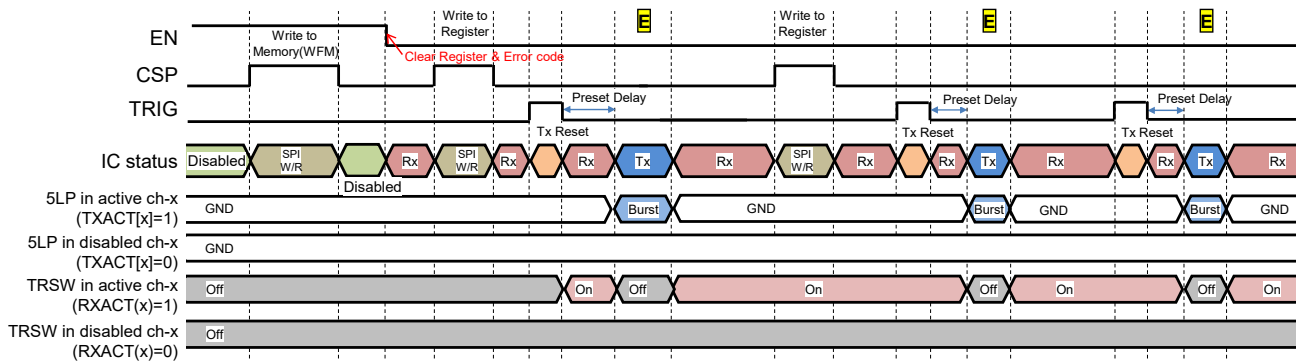 Write to
Register
E
Write to
Register
E
E
EN
Write to
Memory(WFM)
Clear Register & Error code
CSP
TRIG
Preset Delay
Preset Delay
Preset Delay
Tx Reset
Tx Reset
Tx Reset
IC status
Disabled
SPI
W/R
Disabled
Rx
SPI
W/R
Rx
Rx
Tx
Rx
SPI
W/R
Rx
Rx
Tx
Rx
Rx
Tx
Rx
5LP in active ch-x
(TXACT[x]=1)
GND
Burst
GND
Burst
GND
Burst
GND
5LP in disabled ch-x
(TXACT[x]=0)
GND
TRSW in active ch-x
(RXACT(x)=1)
Off
On
Off
On
Off
On
Off
On
TRSW in disabled ch-x
(RXACT(x)=0)
Off